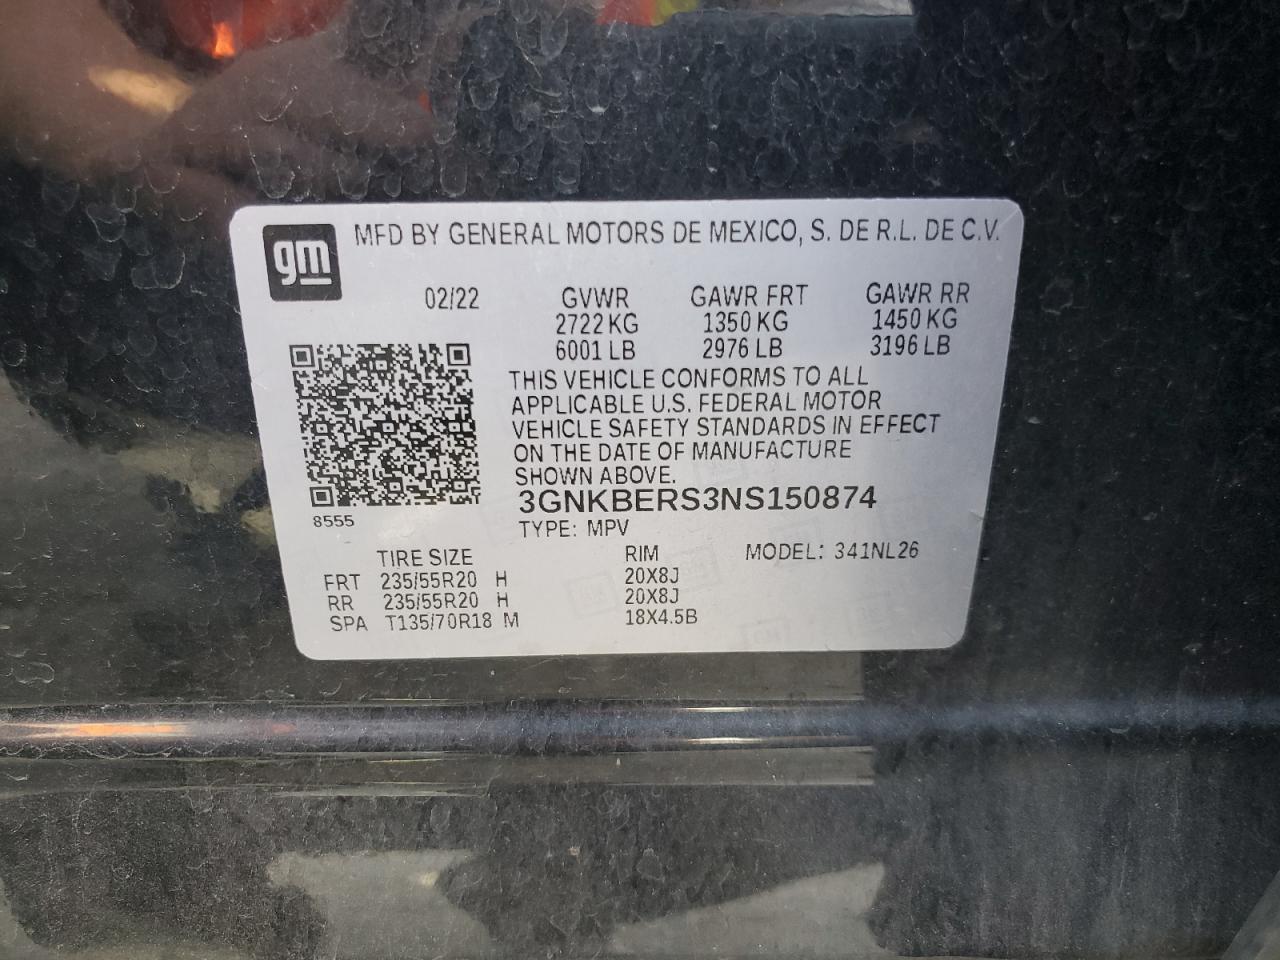 gm
MFD BY GENERAL MOTORS DE MEXICO, S. DE R.L. DE C.V.
02/22 GVWR GAWR FRT GAWR RR
2722 KG 1350 KG 1450 KG
6001 LB 2976 LB 3196 LB
THIS VEHICLE CONFORMS TO ALL
APPLICABLE U.S. FEDERAL MOTOR
VEHICLE SAFETY STANDARDS IN EFFECT
ON THE DATE OF MANUFACTURE
SHOWN ABOVE.
3GNKBERS3NS150874
8555
TYPE: MPV
TIRE SIZE RIM MODEL: 341NL26
FRT 235/55R20 H 20X8J
RR 235/55R20 H 20X8J
SPA T135/70R18 M 18X4.5B